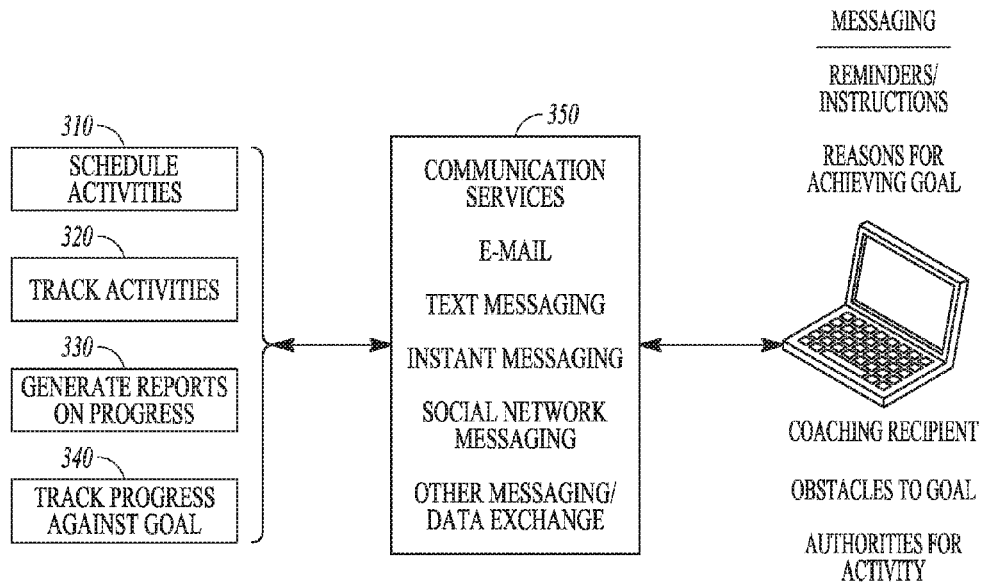 310
SCHEDULE
ACTIVITIES
320
TRACK ACTIVITIES
330
GENERATE REPORTS
ON PROGRESS
340
TRACK PROGRESS
AGAINST GOAL
350
COMMUNICATION
SERVICES
E-MAIL
TEXT MESSAGING
INSTANT MESSAGING
SOCIAL NETWORK
MESSAGING
OTHER MESSAGING/
DATA EXCHANGE
MESSAGING
REMINDERS/
INSTRUCTIONS
REASONS FOR
ACHIEVING GOAL
COACHING RECIPIENT
OBSTACLES TO GOAL
AUTHORITIES FOR
ACTIVITY